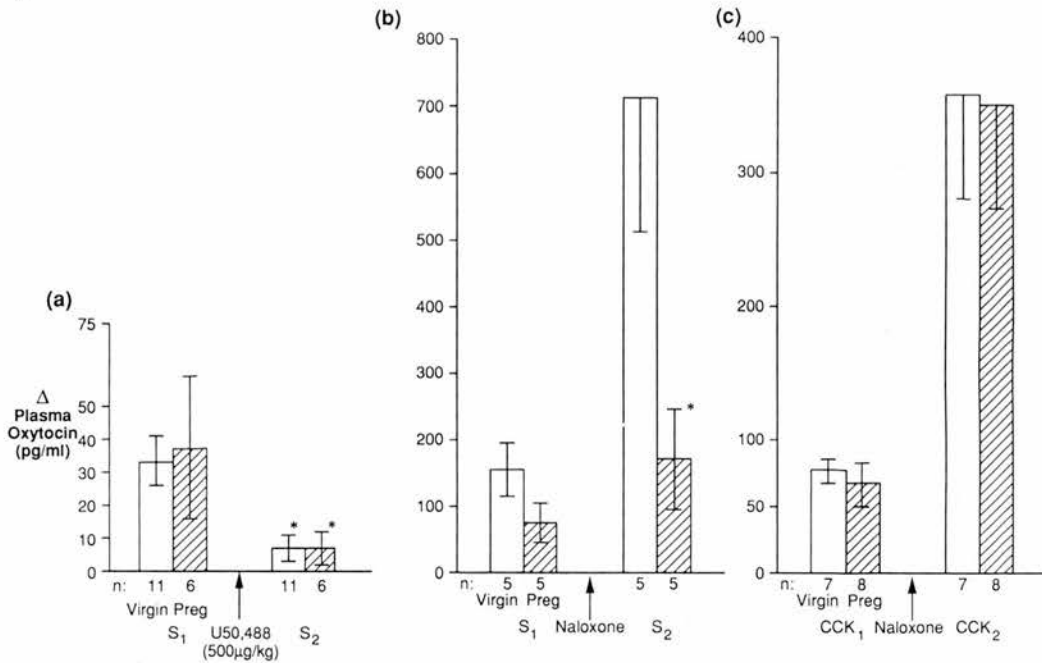 (a)
75
50
40
30
20
10
0
Δ
Plasma
Oxytocin
(pg/ml)
n: 11 6 11 6
Virgin Preg
S1 U50,488 S2
(500µg/kg)
* *
(b)
800
700
600
500
400
300
200
100
0
*
n: 5 5 5 5
Virgin Preg
S1 Naloxone S2
(c)
400
300
200
100
50
0
n: 7 8 7 8
Virgin Preg
CCK1 Naloxone CCK2